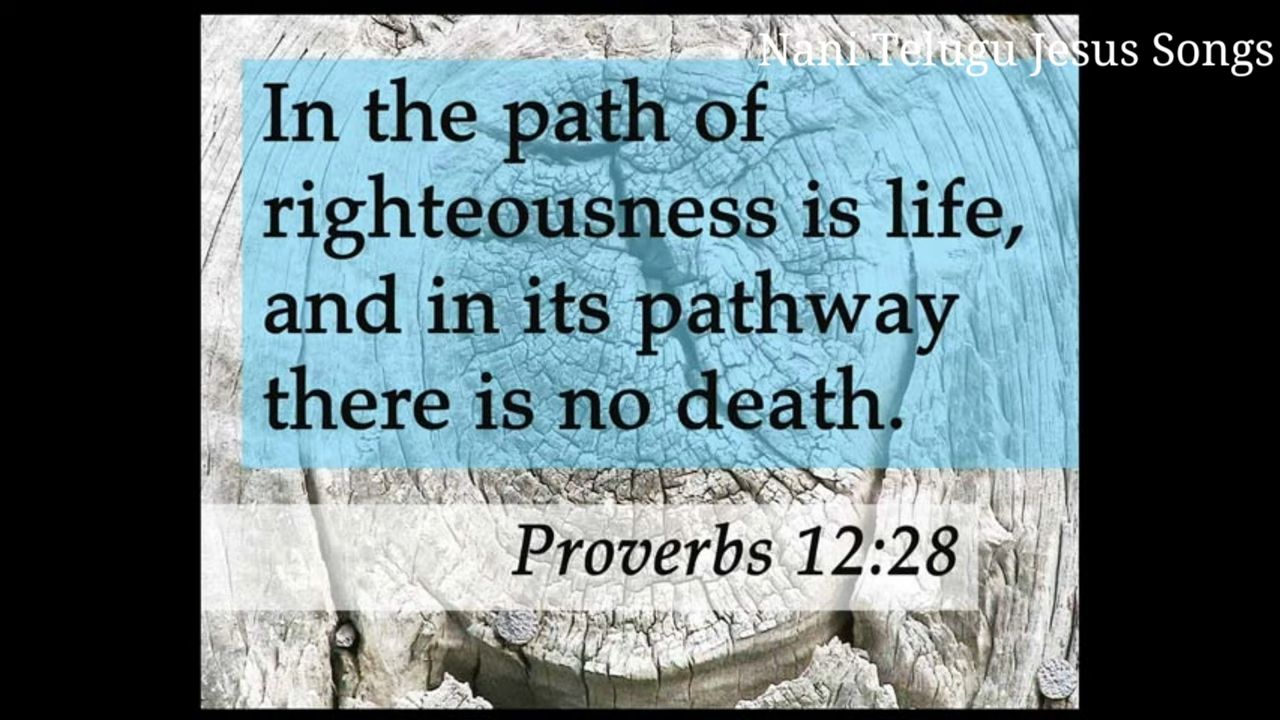 Nani Telugu Jesus Songs
In the path of
righteousness is life,
and in its pathway
there is no death.
Proverbs 12:28